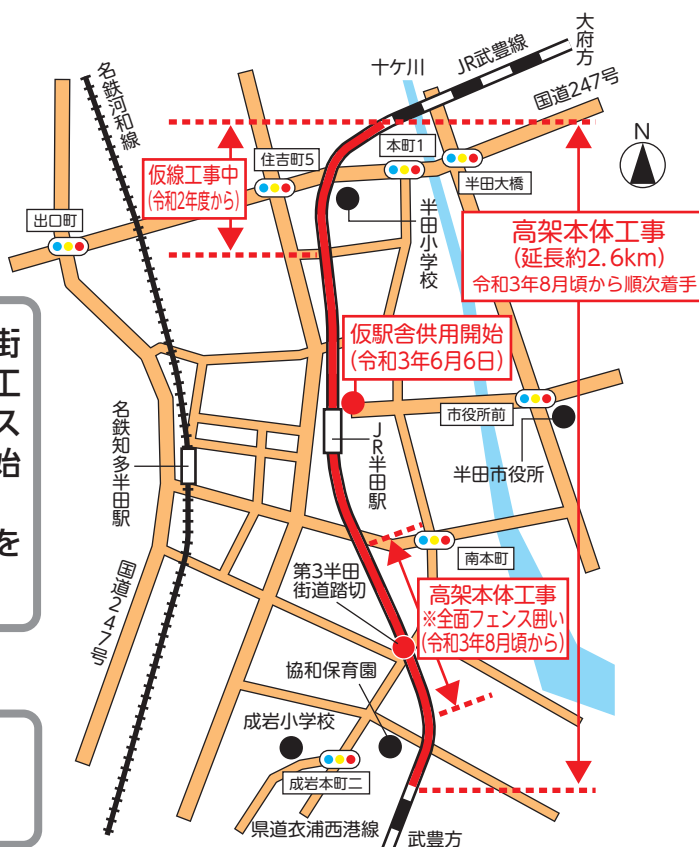 大府方
JR武豊線
十ケ川
国道247号
名鉄河和線
N
住吉町5
本町1
半田大橋
仮線工事中
(令和2年度から)
出口町
半田小学校
高架本体工事
(延長約2.6km)
令和3年8月頃から順次着手
街
工
ス
始
を
仮駅舎供用開始
(令和3年6月6日)
市役所前
JR半田駅
名鉄知多半田駅
半田市役所
南本町
国道247号
第3半田
街道踏切
高架本体工事
※全面フェンス囲い
(令和3年8月頃から)
協和保育園
成岩小学校
成岩本町二
県道衣浦西港線
武豊方